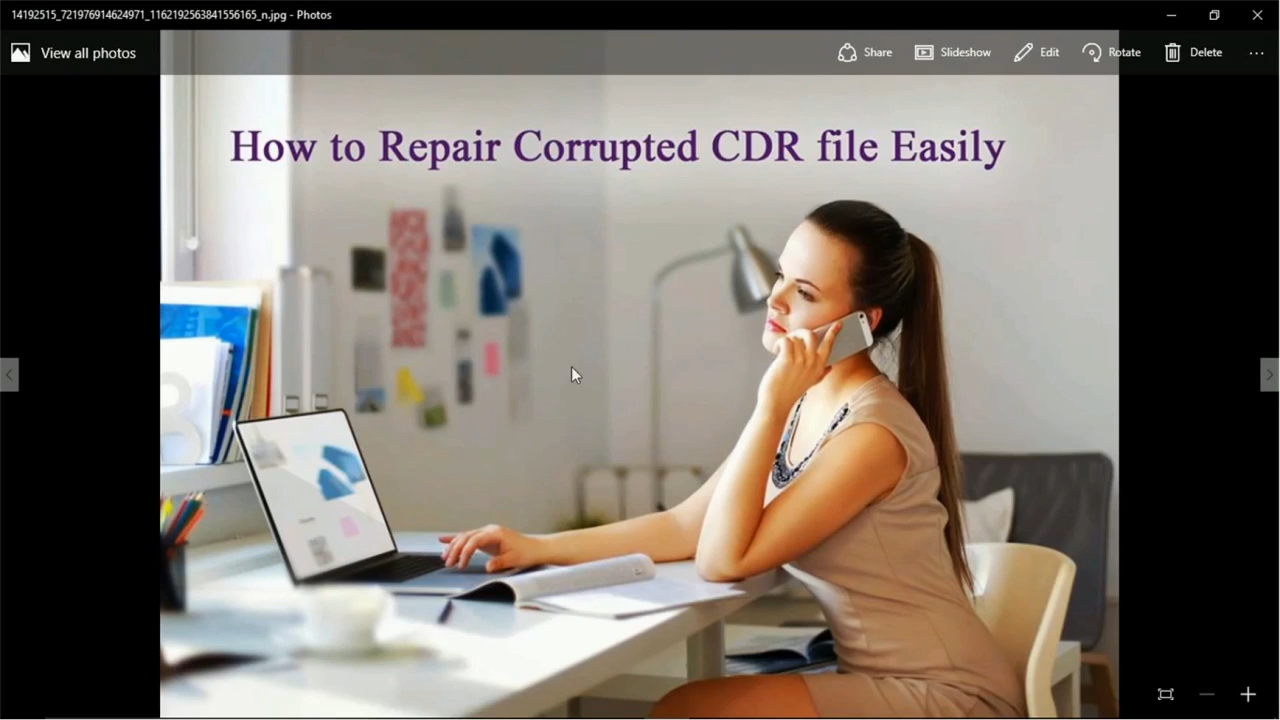 14192515_721976914624971_1162192563841556165_n.jpg - Photos
View all photos
Share
Slideshow
Edit
Rotate
Delete
How to Repair Corrupted CDR file Easily